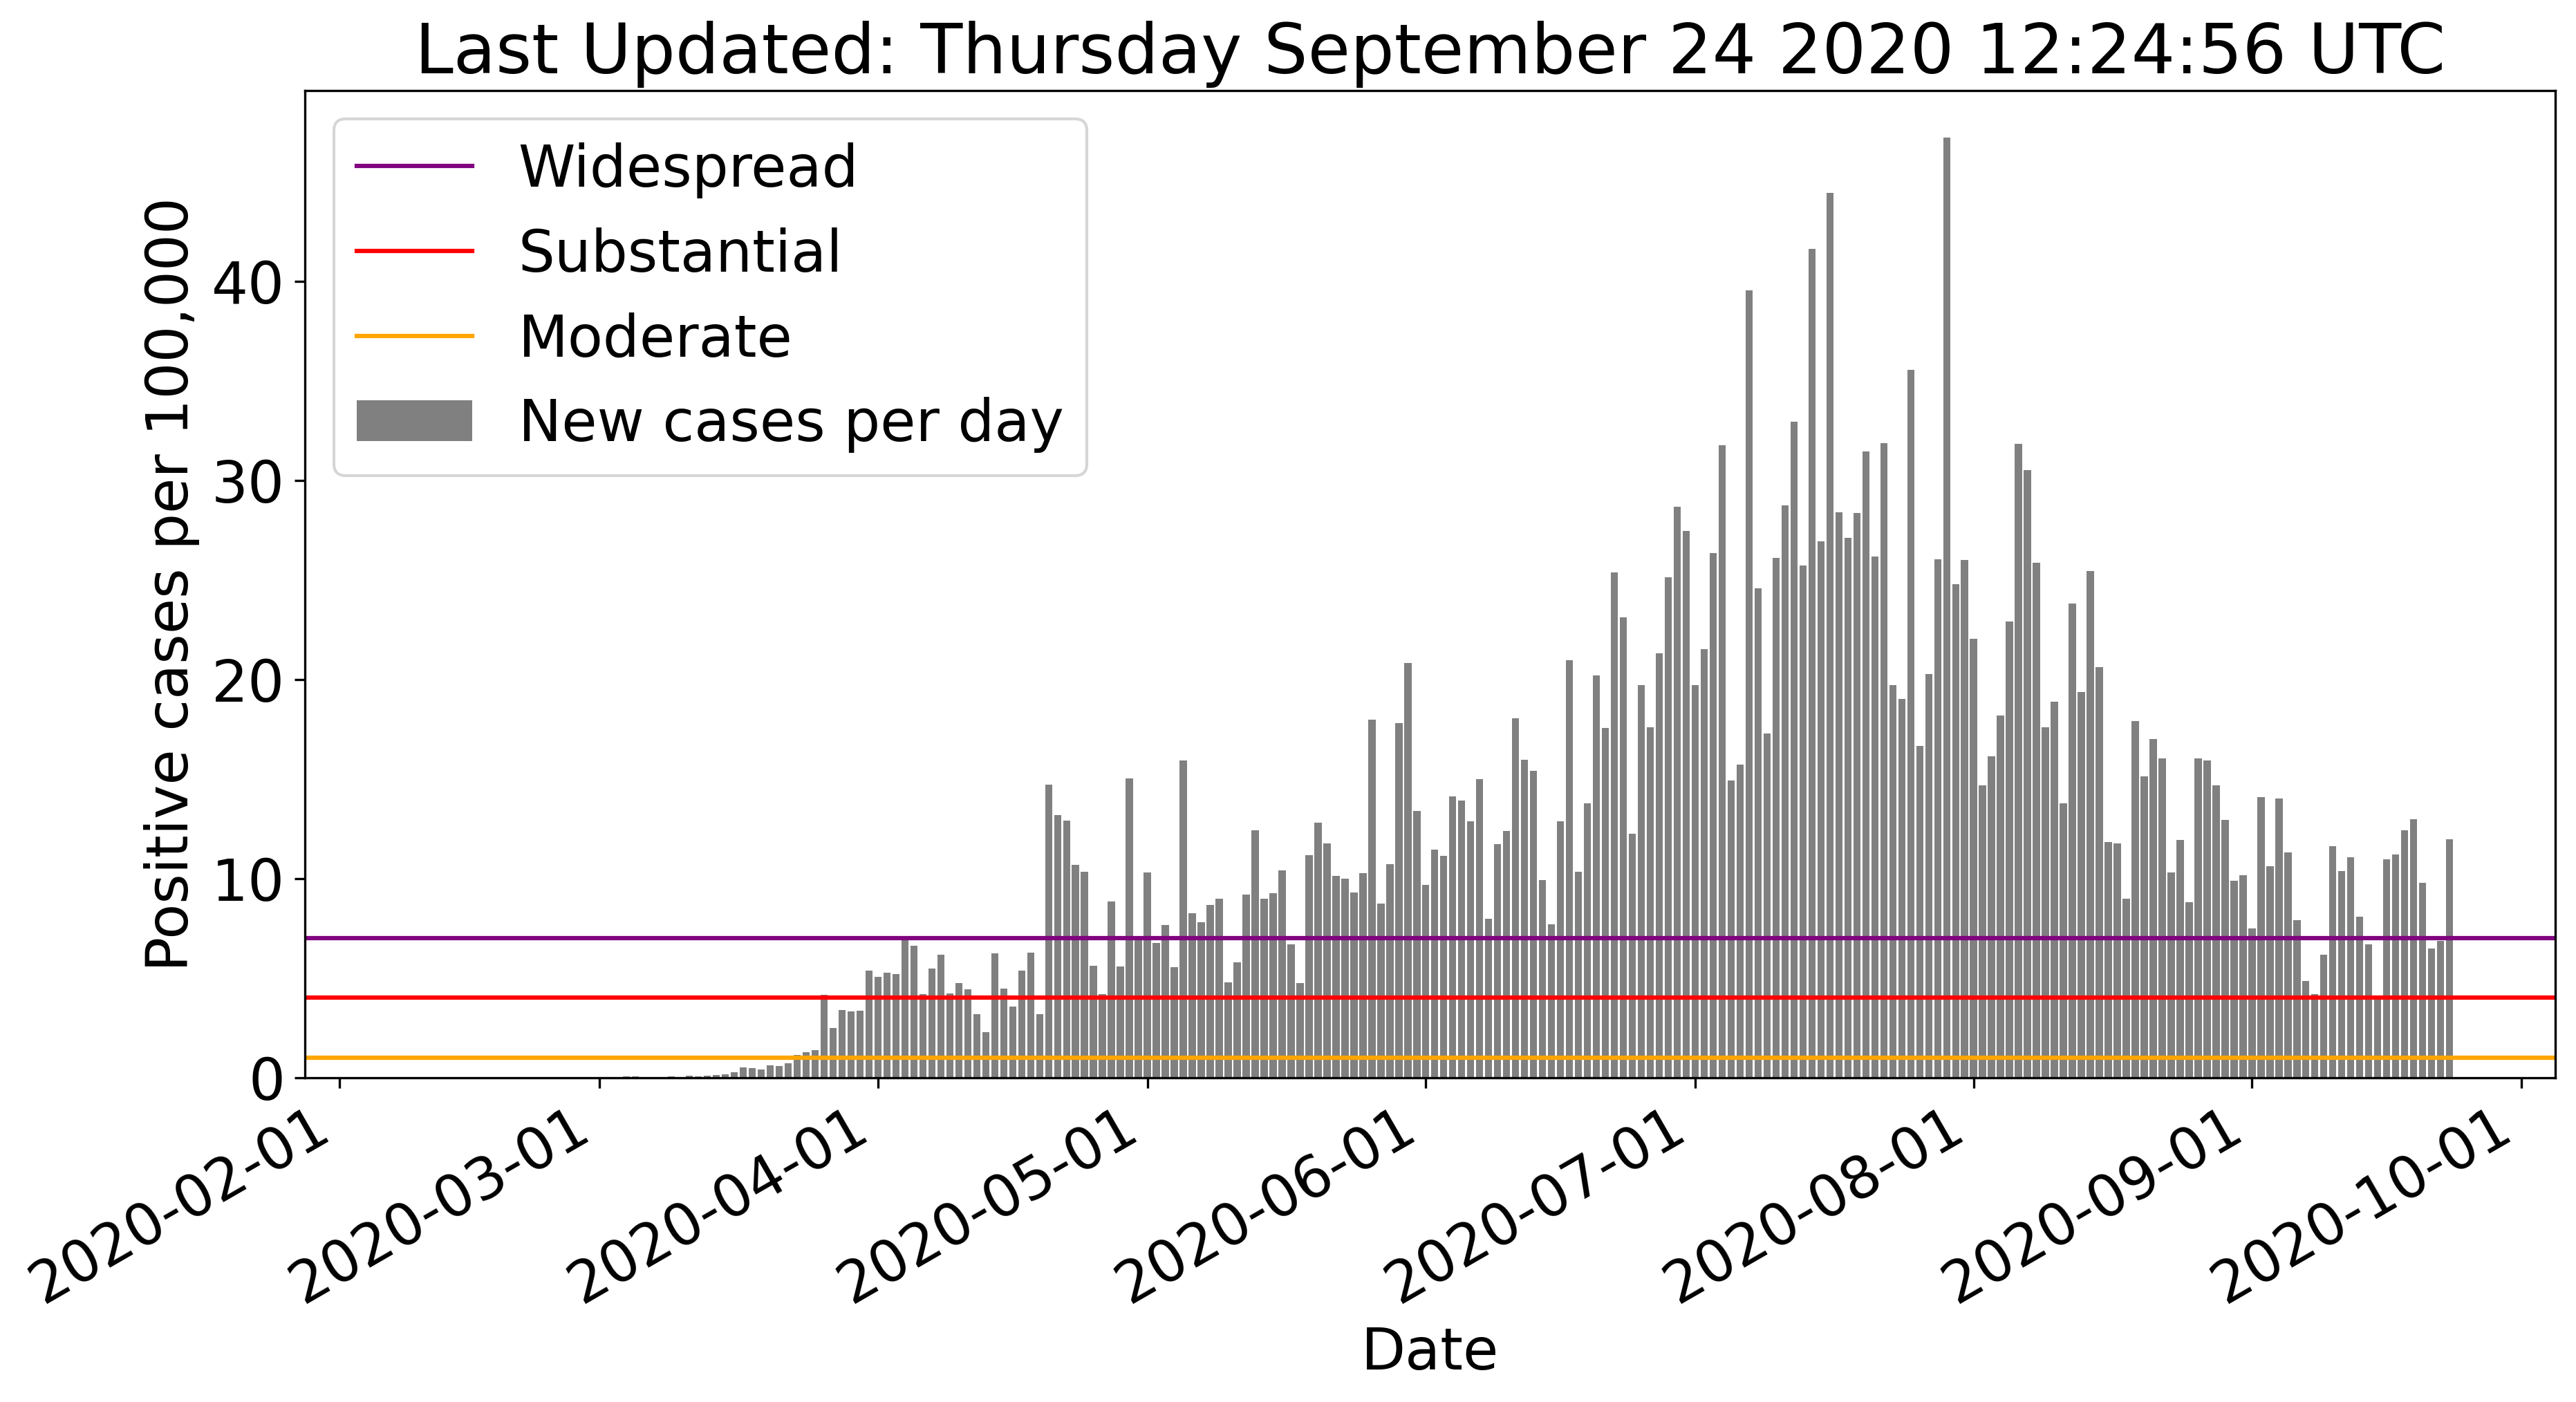 Last Updated: Thursday September 24 2020 12:24:56 UTC
Widespread
Substantial
Moderate
New cases per day
Positive cases per 100,000
40
30
20
10
0
2020-02-01
2020-03-01
2020-04-01
2020-05-01
2020-06-01
2020-07-01
2020-08-01
2020-09-01
2020-10-01
Date